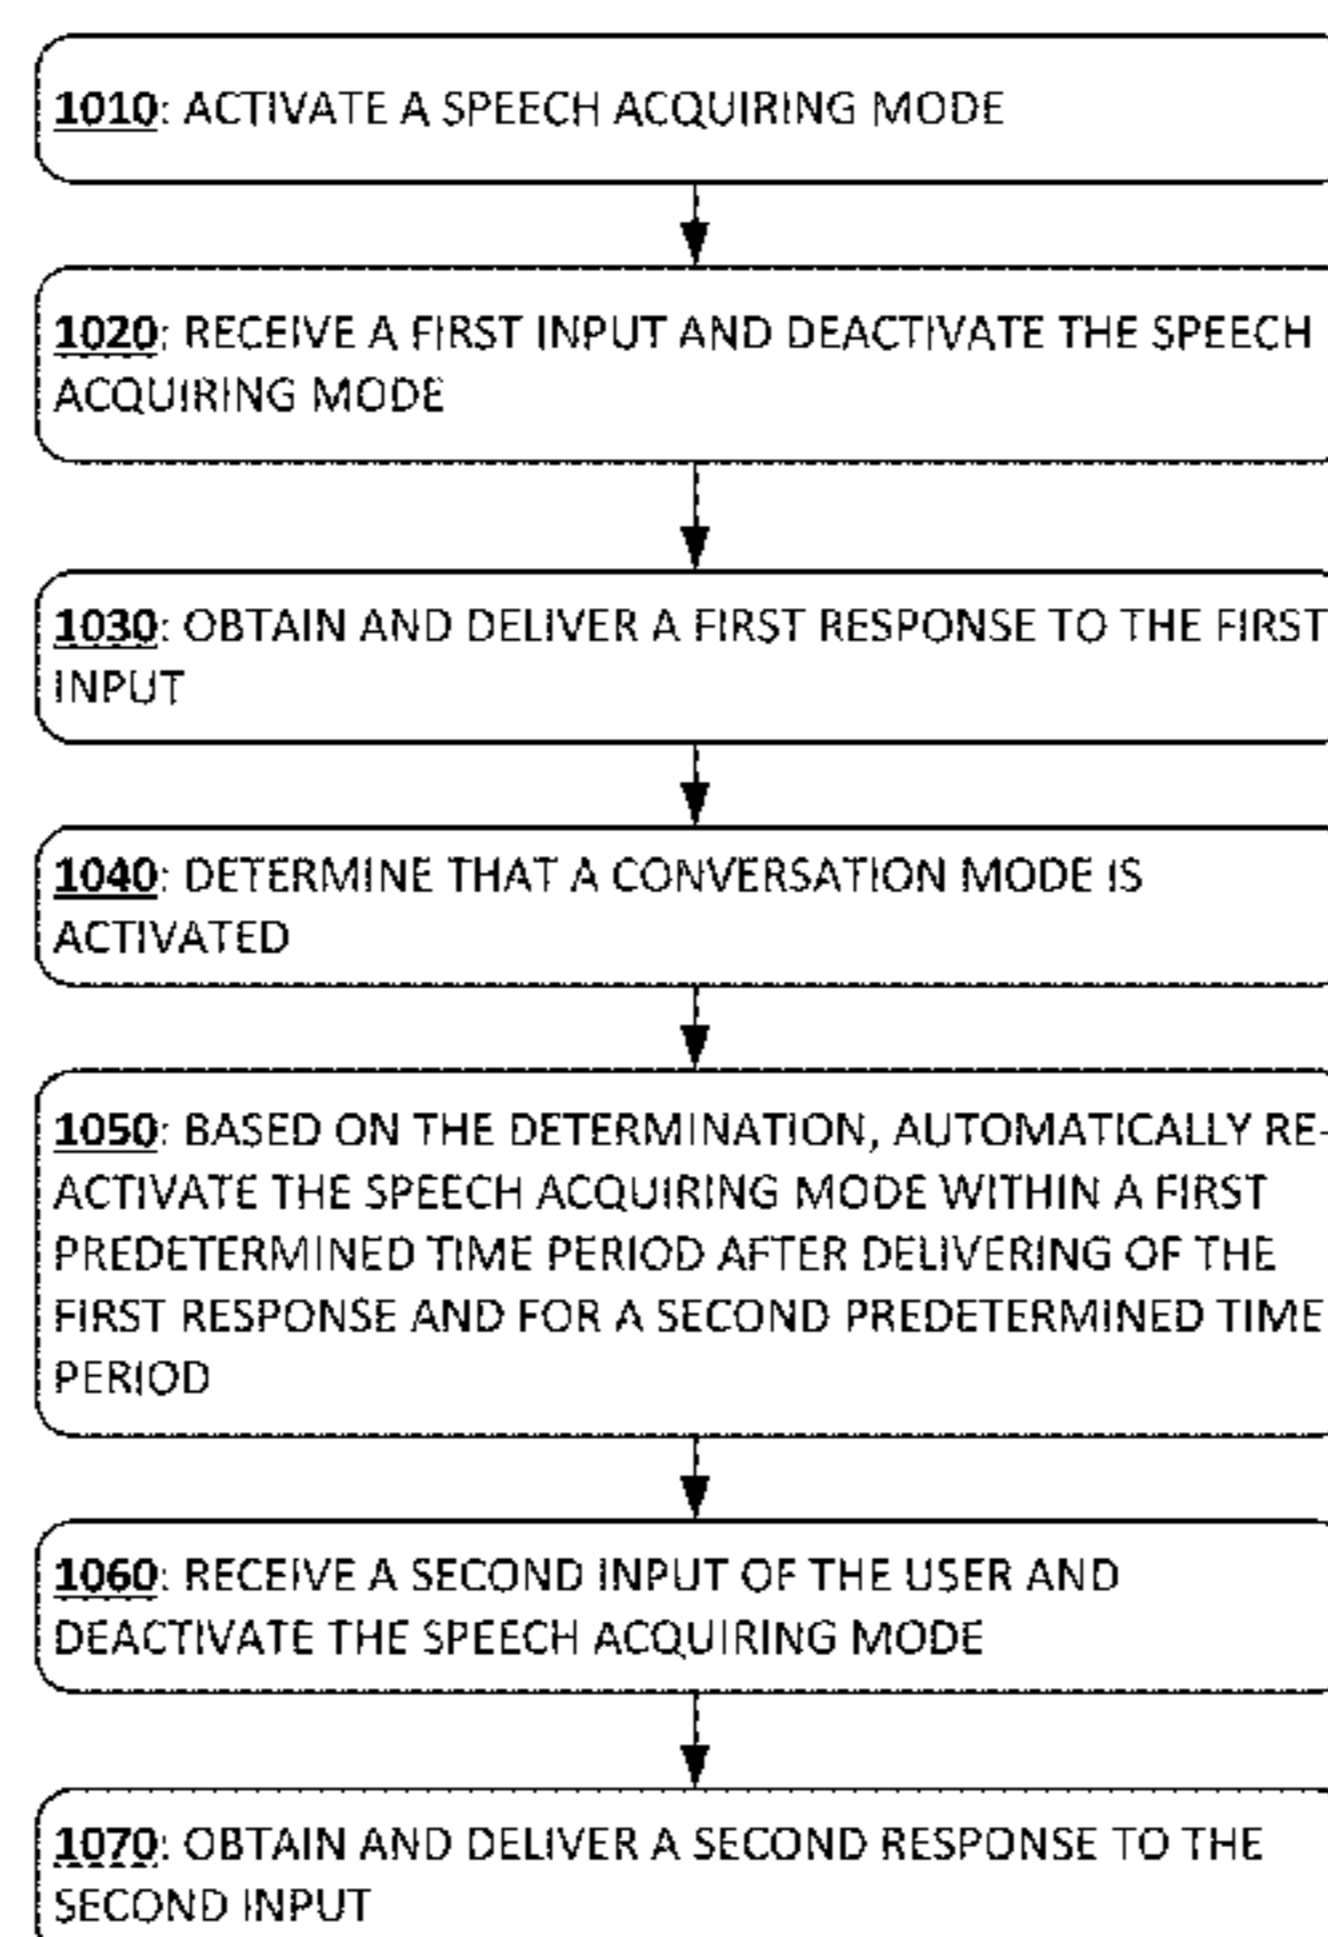 1010: ACTIVATE A SPEECH ACQUIRING MODE
1020: RECEIVE A FIRST INPUT AND DEACTIVATE THE SPEECH
ACQUIRING MODE
1030: OBTAIN AND DELIVER A FIRST RESPONSE TO THE FIRST
INPUT
1040: DETERMINE THAT A CONVERSATION MODE IS
ACTIVATED
1050: BASED ON THE DETERMINATION, AUTOMATICALLY RE-
ACTIVATE THE SPEECH ACQUIRING MODE WITHIN A FIRST
PREDETERMINED TIME PERIOD AFTER DELIVERING OF THE
FIRST RESPONSE AND FOR A SECOND PREDETERMINED TIME
PERIOD
1060: RECEIVE A SECOND INPUT OF THE USER AND
DEACTIVATE THE SPEECH ACQUIRING MODE
1070: OBTAIN AND DELIVER A SECOND RESPONSE TO THE
SECOND INPUT